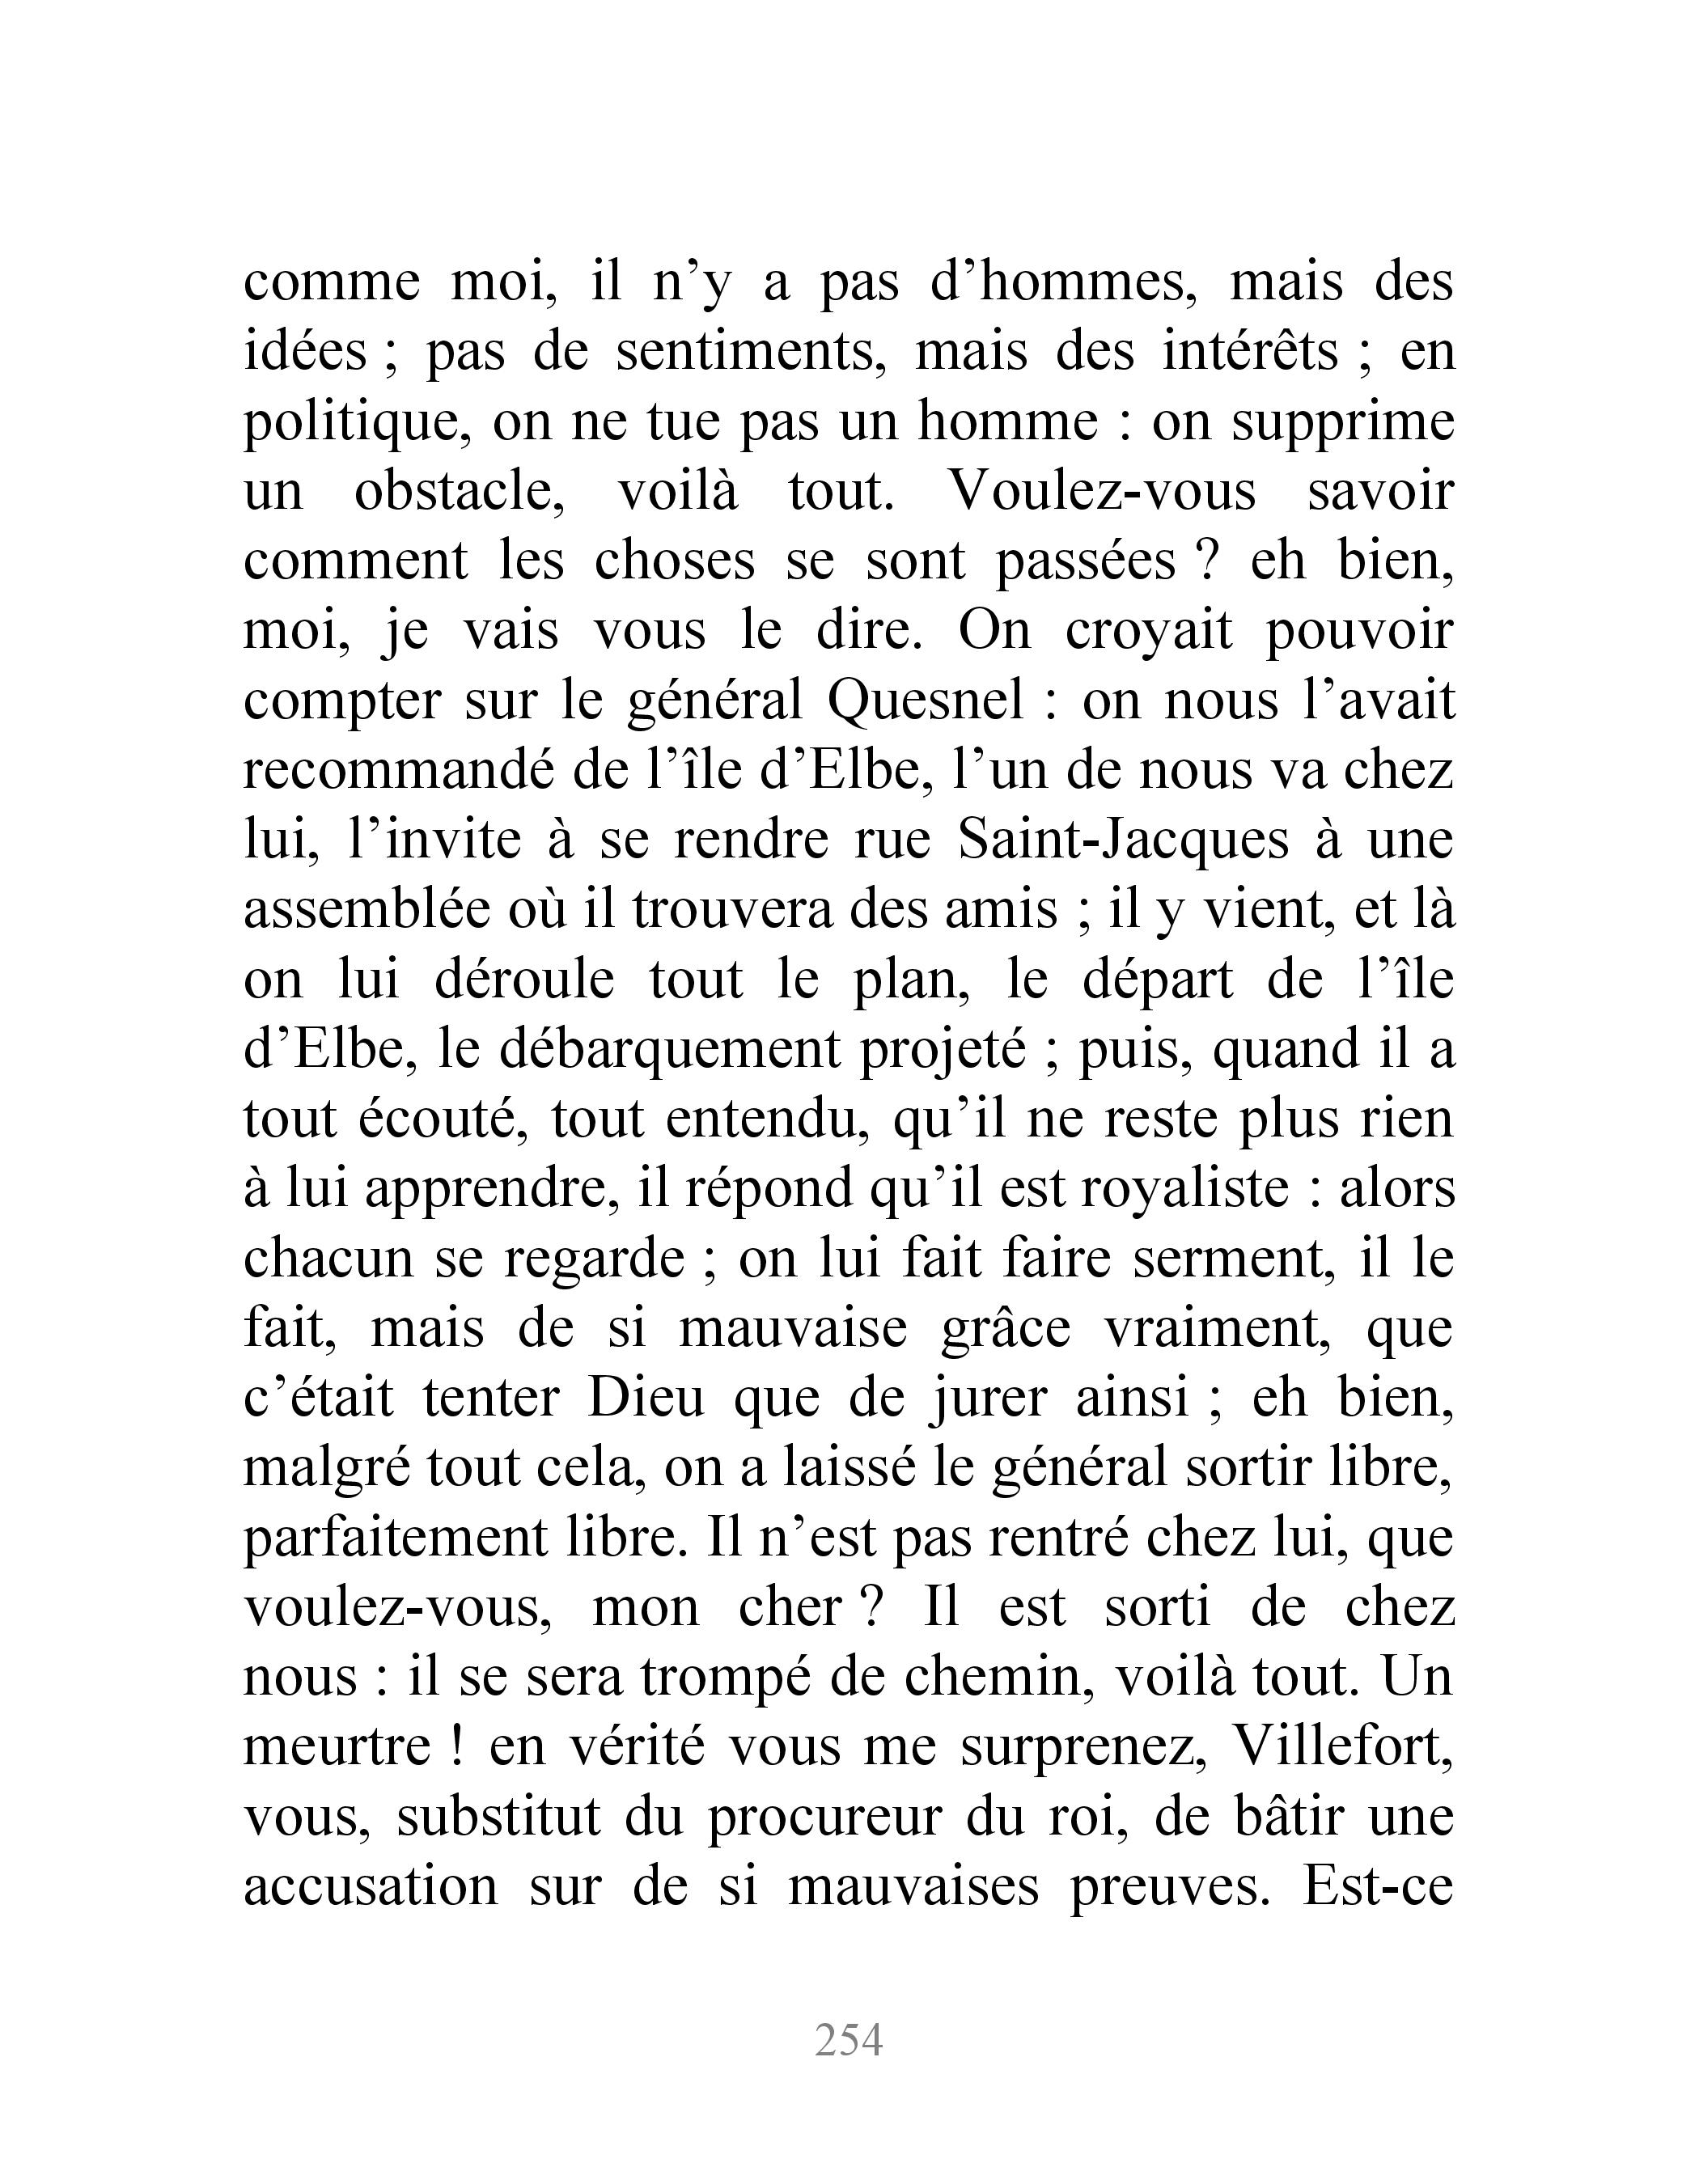 comme moi, il n’y a pas d’hommes, mais des
idées ; pas de sentiments, mais des intérêts ; en
politique, on ne tue pas un homme : on supprime
un obstacle, voilà tout. Voulez-vous savoir
comment les choses se sont passées ? eh bien,
moi, je vais vous le dire. On croyait pouvoir
compter sur le général Quesnel : on nous l’avait
recommandé de l’île d’Elbe, l’un de nous va chez
lui, l’invite à se rendre rue Saint-Jacques à une
assemblée où il trouvera des amis ; il y vient, et là
on lui déroule tout le plan, le départ de l’île
d’Elbe, le débarquement projeté ; puis, quand il a
tout écouté, tout entendu, qu’il ne reste plus rien
à lui apprendre, il répond qu’il est royaliste : alors
chacun se regarde ; on lui fait faire serment, il le
fait, mais de si mauvaise grâce vraiment, que
c’était tenter Dieu que de jurer ainsi ; eh bien,
malgré tout cela, on a laissé le général sortir libre,
parfaitement libre. Il n’est pas rentré chez lui, que
voulez-vous, mon cher ? Il est sorti de chez
nous : il se sera trompé de chemin, voilà tout. Un
meurtre ! en vérité vous me surprenez, Villefort,
vous, substitut du procureur du roi, de bâtir une
accusation sur de si mauvaises preuves. Est-ce
254